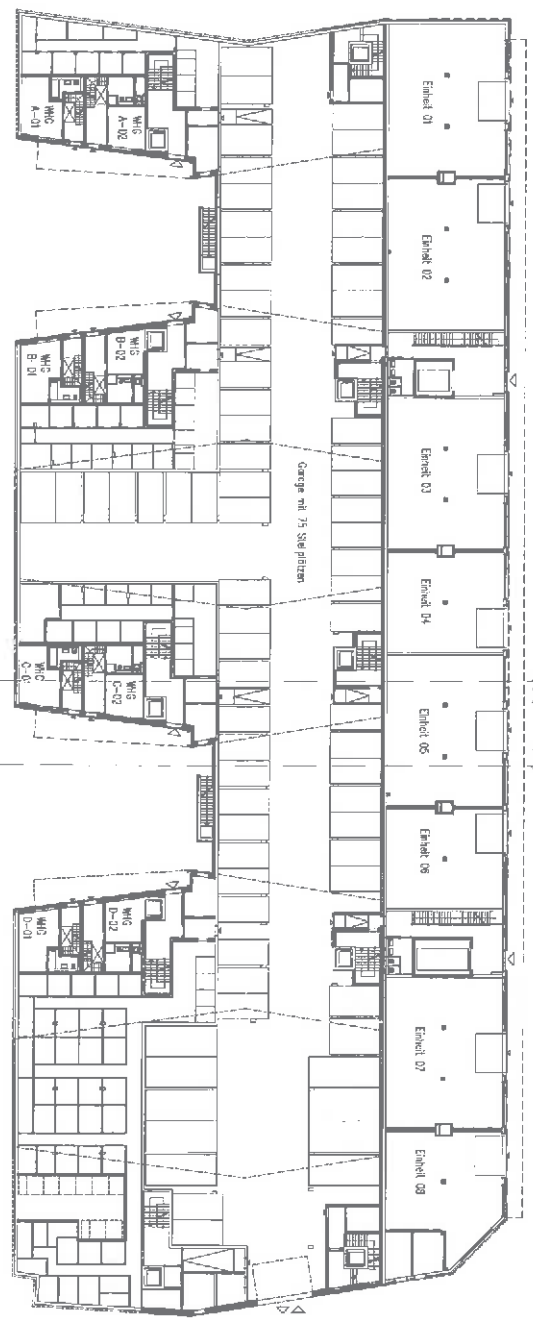 WHG
A-01
WHG
A-02
Einheit 01
Einheit 02
WHG
B-01
WHG
B-02
Einheit 03
Garage mit 75 Stellplätzen
Einheit 04
WHG
C-01
WHG
C-02
Einheit 05
Einheit 06
WHG
D-01
WHG
D-02
Einheit 07
Einheit 08